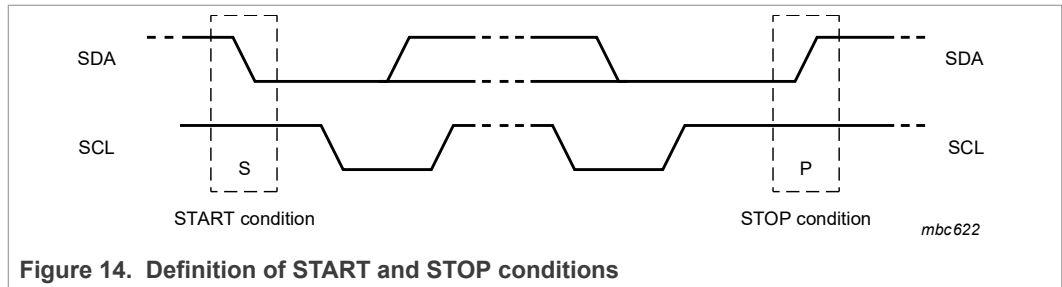 SDA
SDA
SCL
SCL
S
P
START condition
STOP condition
mbc622
Figure 14. Definition of START and STOP conditions